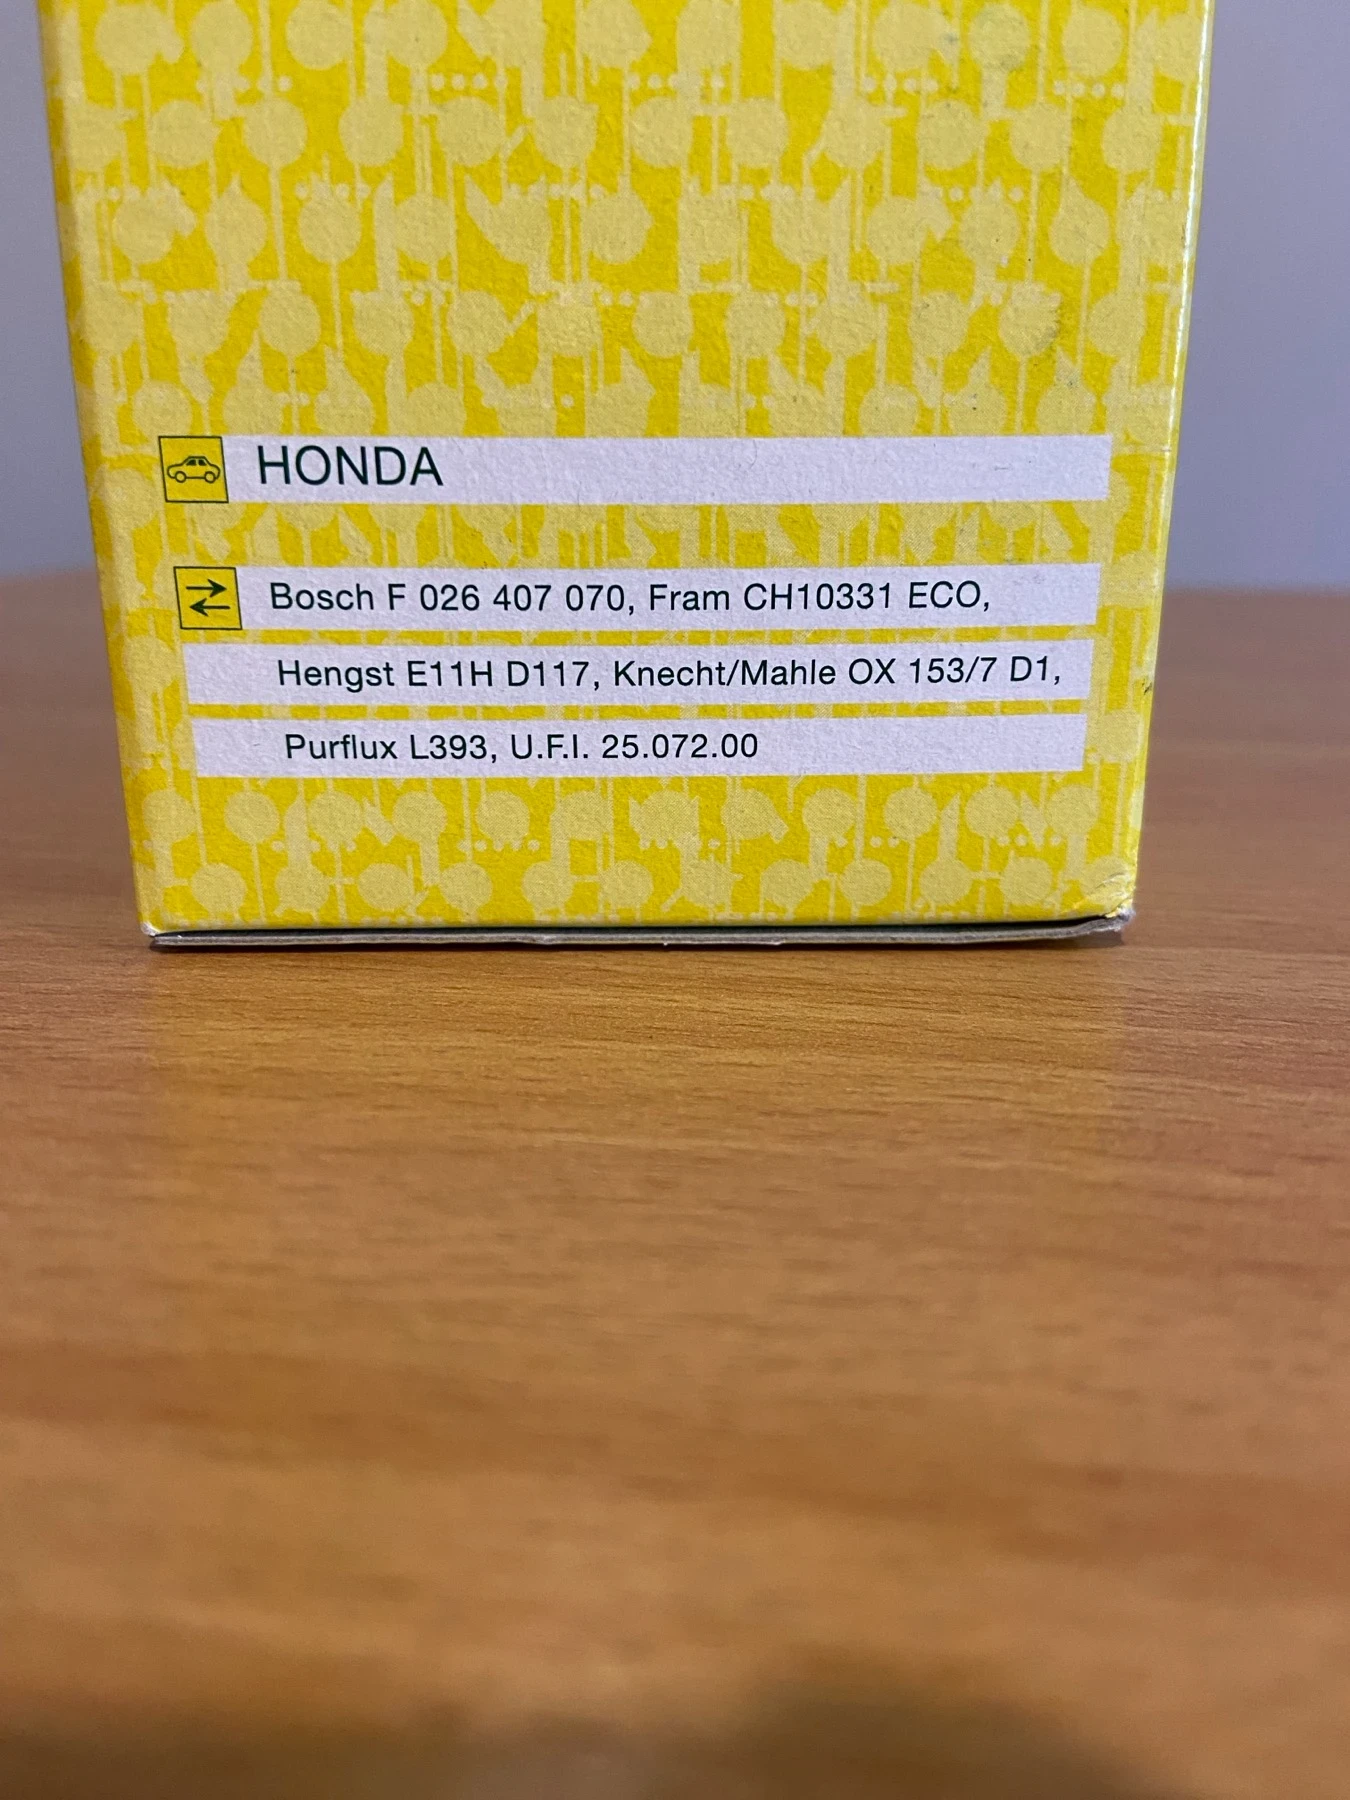 HONDA
Bosch F 026 407 070, Fram CH10331 ECO,
Hengst E11H D117, Knecht/Mahle OX 153/7 D1,
Purflux L393, U.F.I. 25.072.00